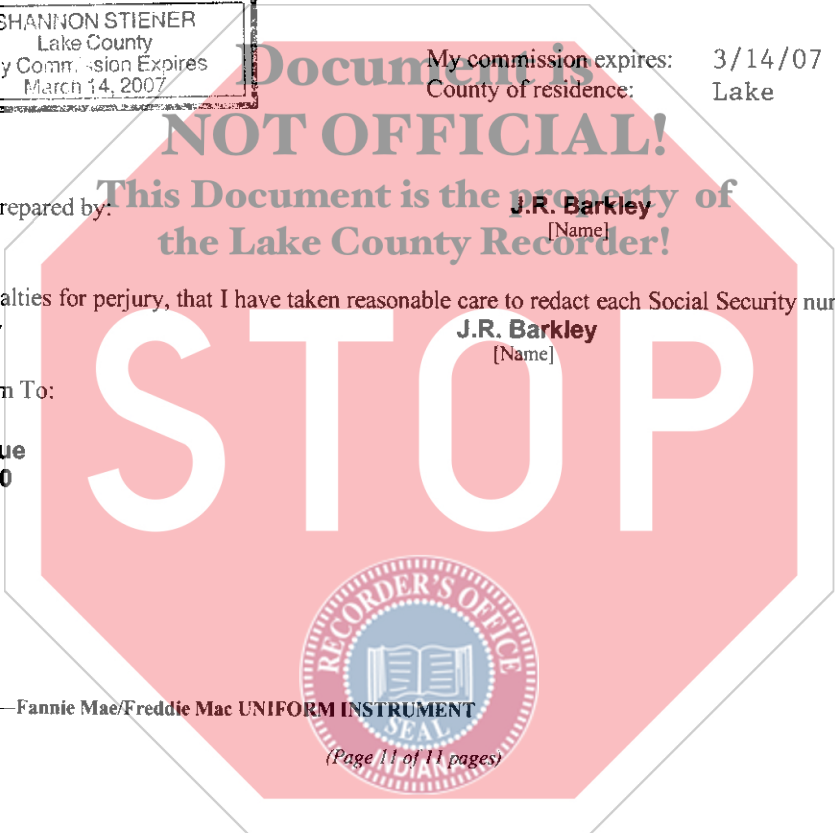 SHANNON STIENER
Lake County
y Commission Expires
March 14, 2007
My commission expires: 3/14/07
County of residence: Lake
Document is
NOT OFFICIAL!
This Document is the property of
the Lake County Recorder!
repared by:
J.R. Barkley
[Name]
alties for perjury, that I have taken reasonable care to redact each Social Security nu
J.R. Barkley
[Name]
n To:
ue
0
STOP
RECORDER'S OFFICE
SEAL
INDIANA
—Fannie Mae/Freddie Mac UNIFORM INSTRUMENT
(Page 11 of 11 pages)